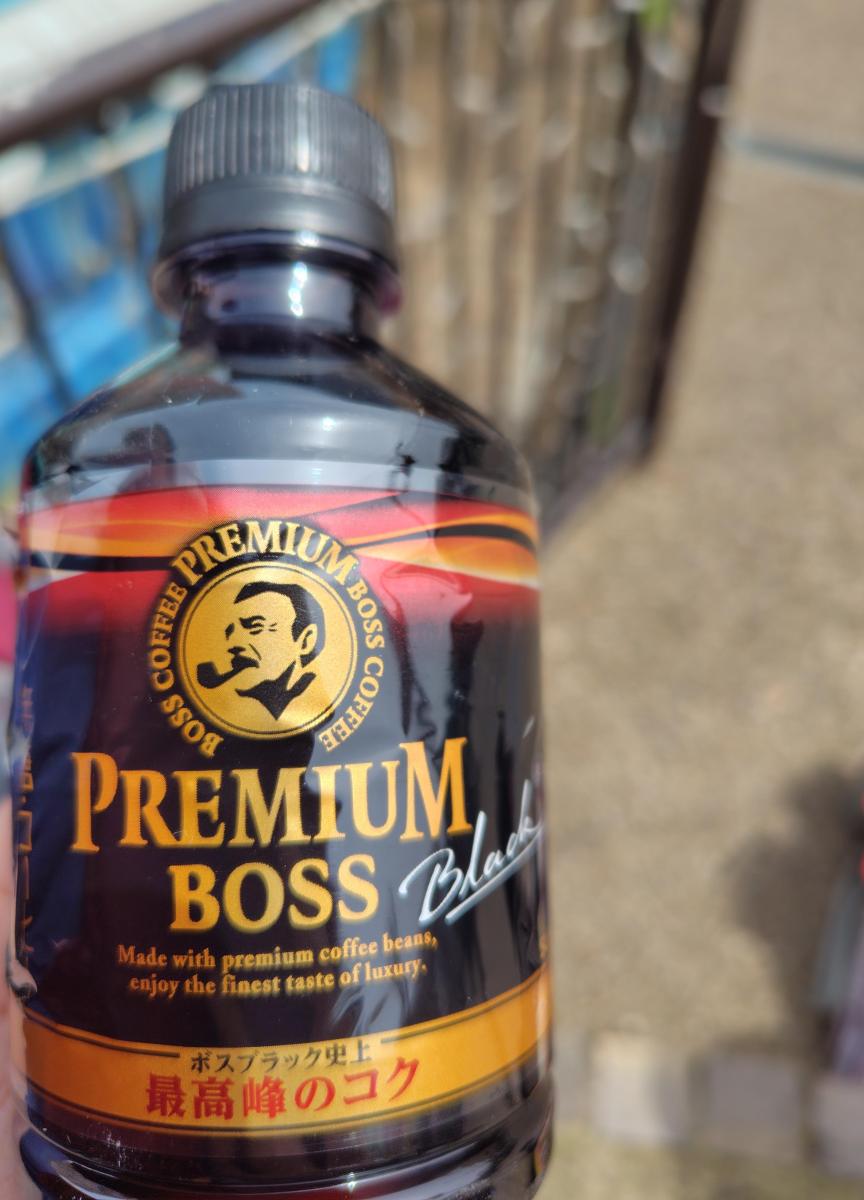 PREMIUM
BOSS COFFEE
BOSS COFFEE
PREMIUM
BOSS
Black
Made with premium coffee beans,
enjoy the finest taste of luxury.
ボスブラック史上
最高峰のコク